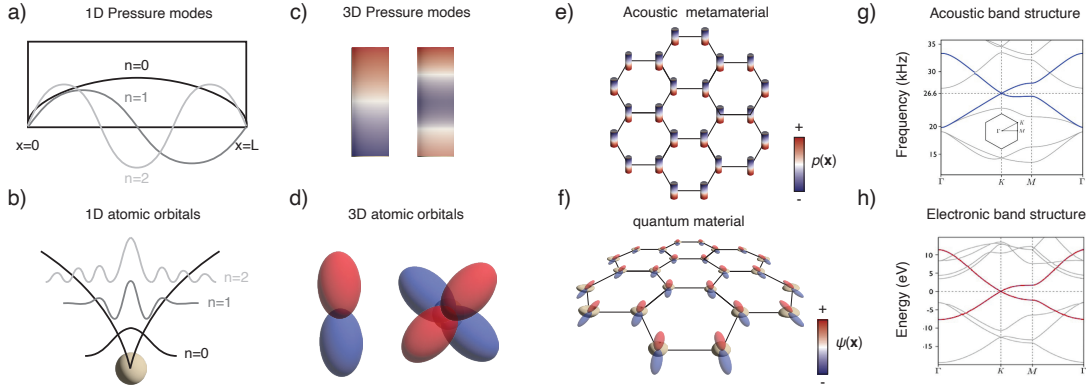 a)
1D Pressure modes
n=0
n=1
x=0
x=L
n=2
b)
1D atomic orbitals
n=2
n=1
n=0
c)
3D Pressure modes
d)
3D atomic orbitals
e)
Acoustic metamaterial
+
p(x)
-
f)
quantum material
+
ψ(x)
-
g)
Acoustic band structure
Frequency (kHz)
35
30
26.6
20
15
Γ
K
M
Γ
K
M
Γ
h)
Electronic band structure
Energy (eV)
10
5
0
-5
-10
-15
Γ
K
M
Γ